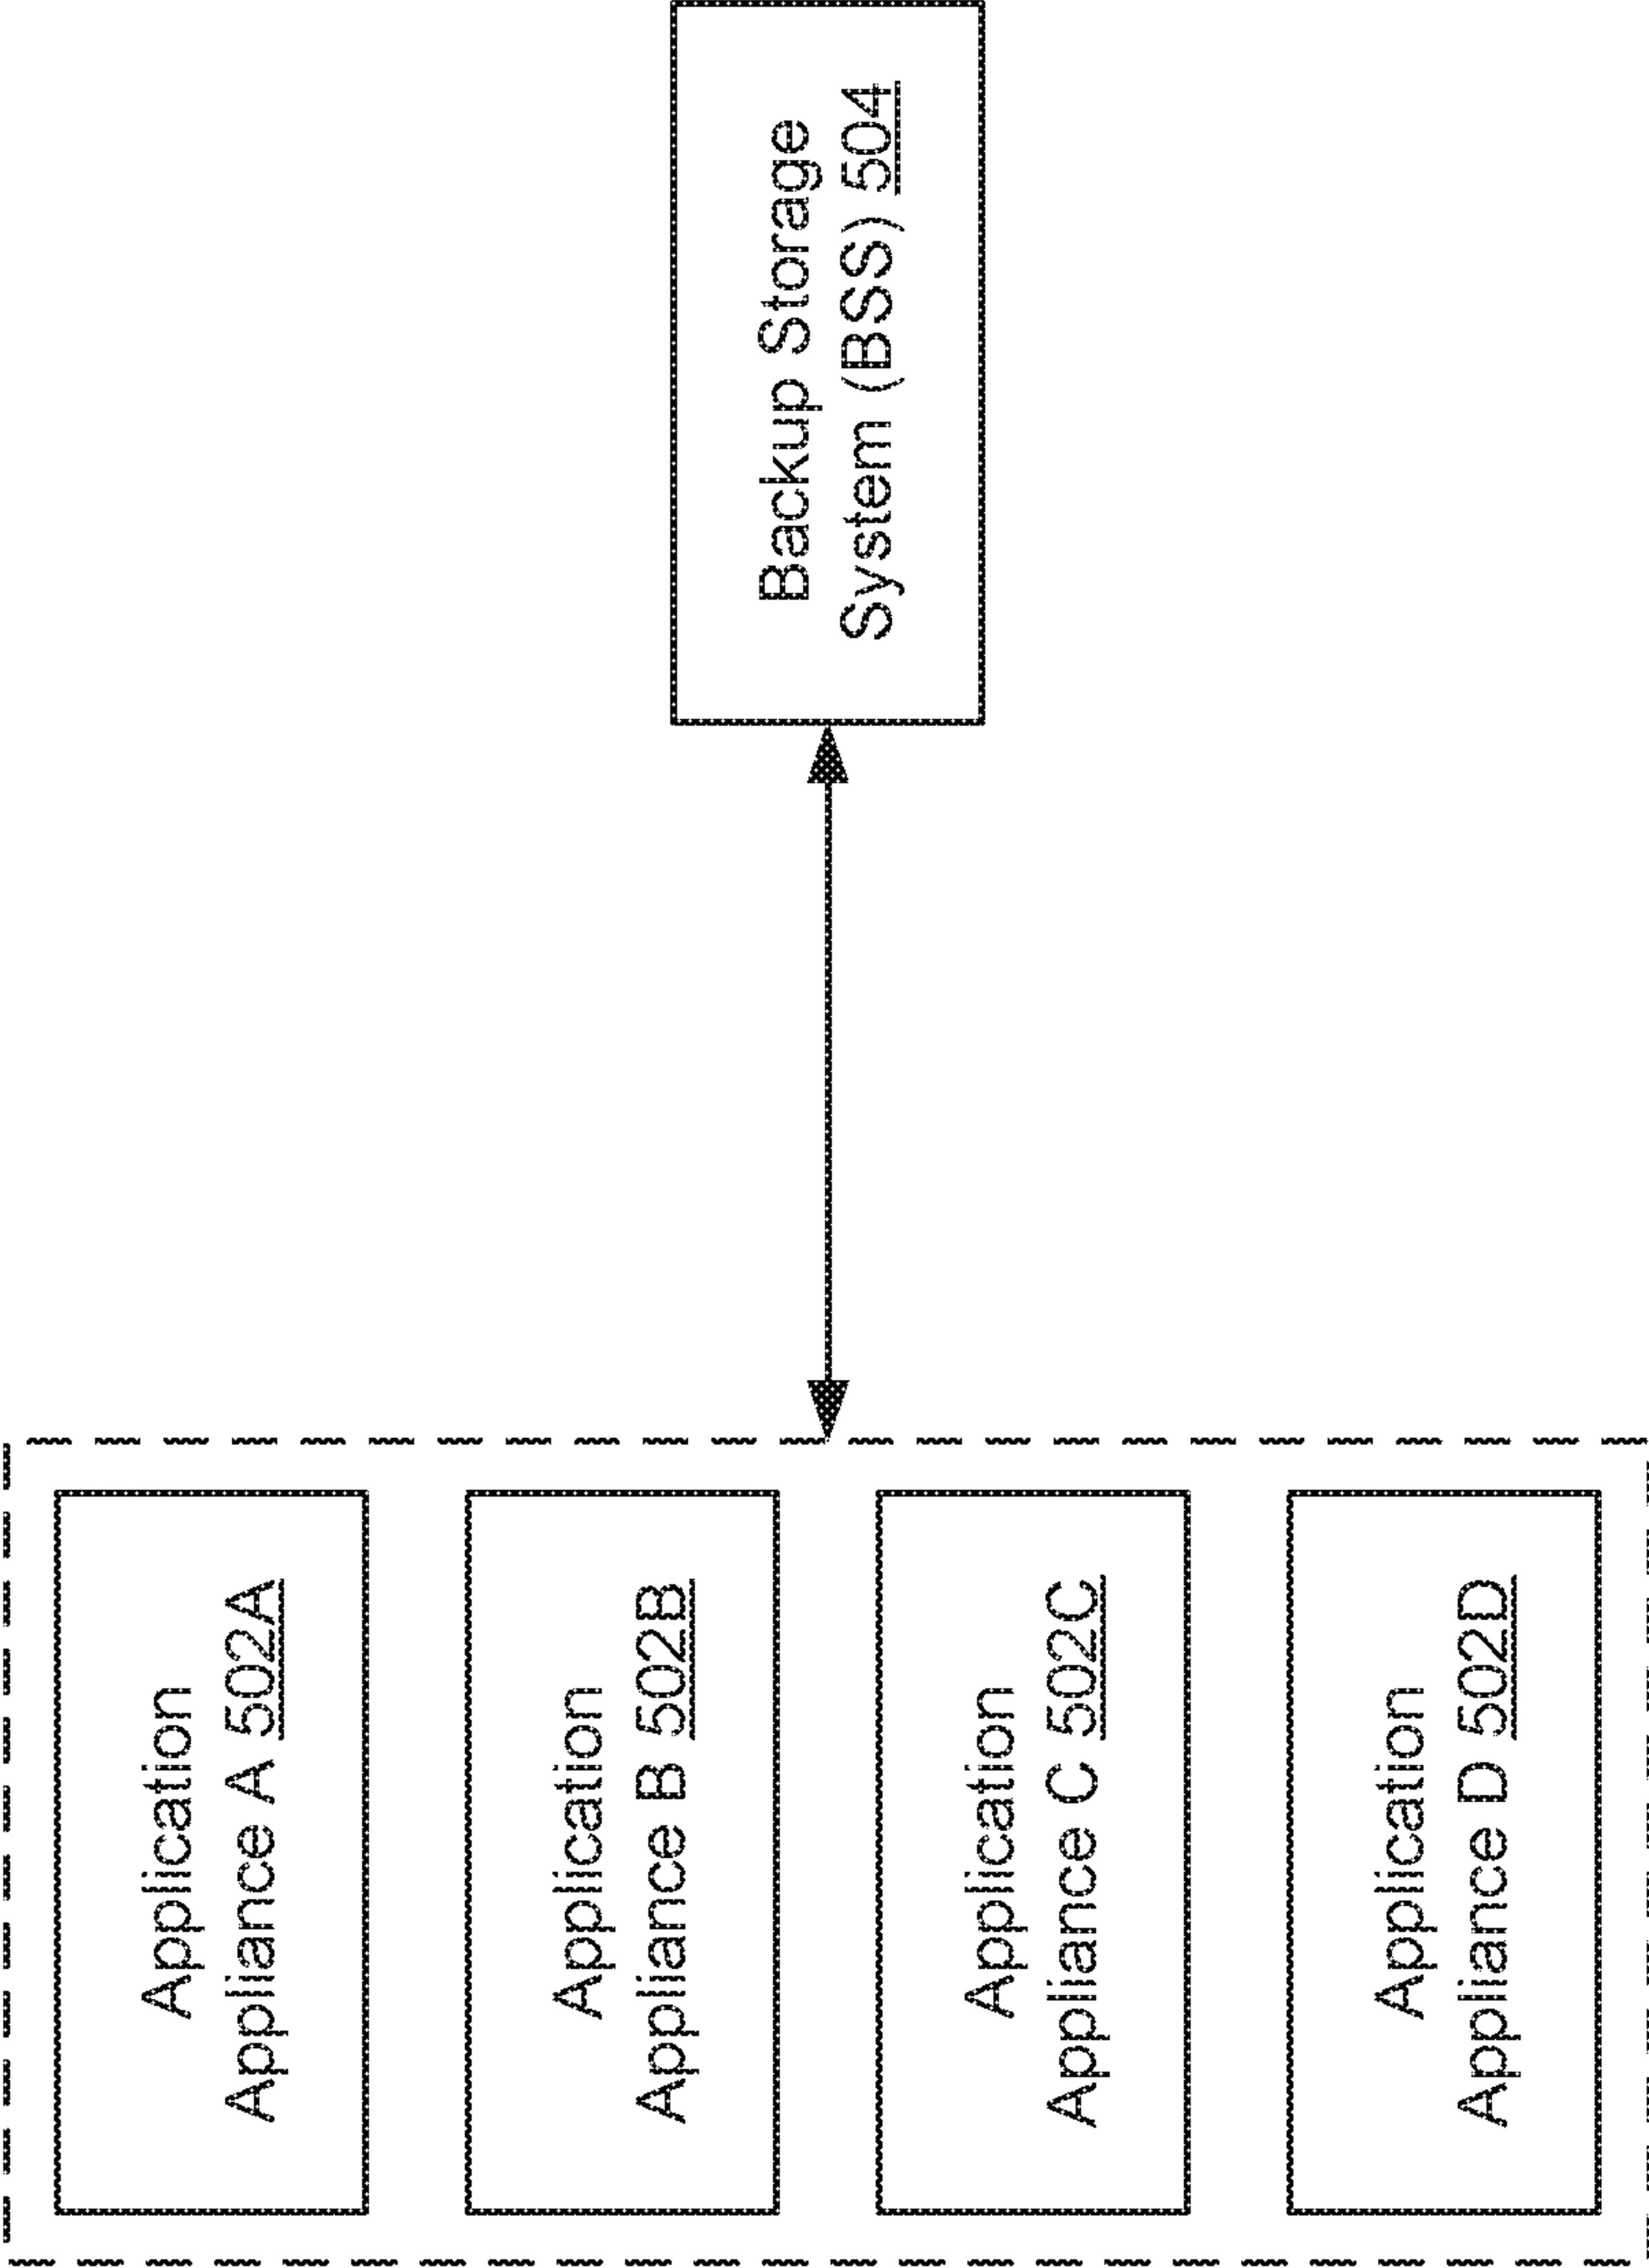 Application
Appliance A 502A
Application
Appliance B 502B
Application
Appliance C 502C
Application
Appliance D 502D
Backup Storage
System (BSS) 504